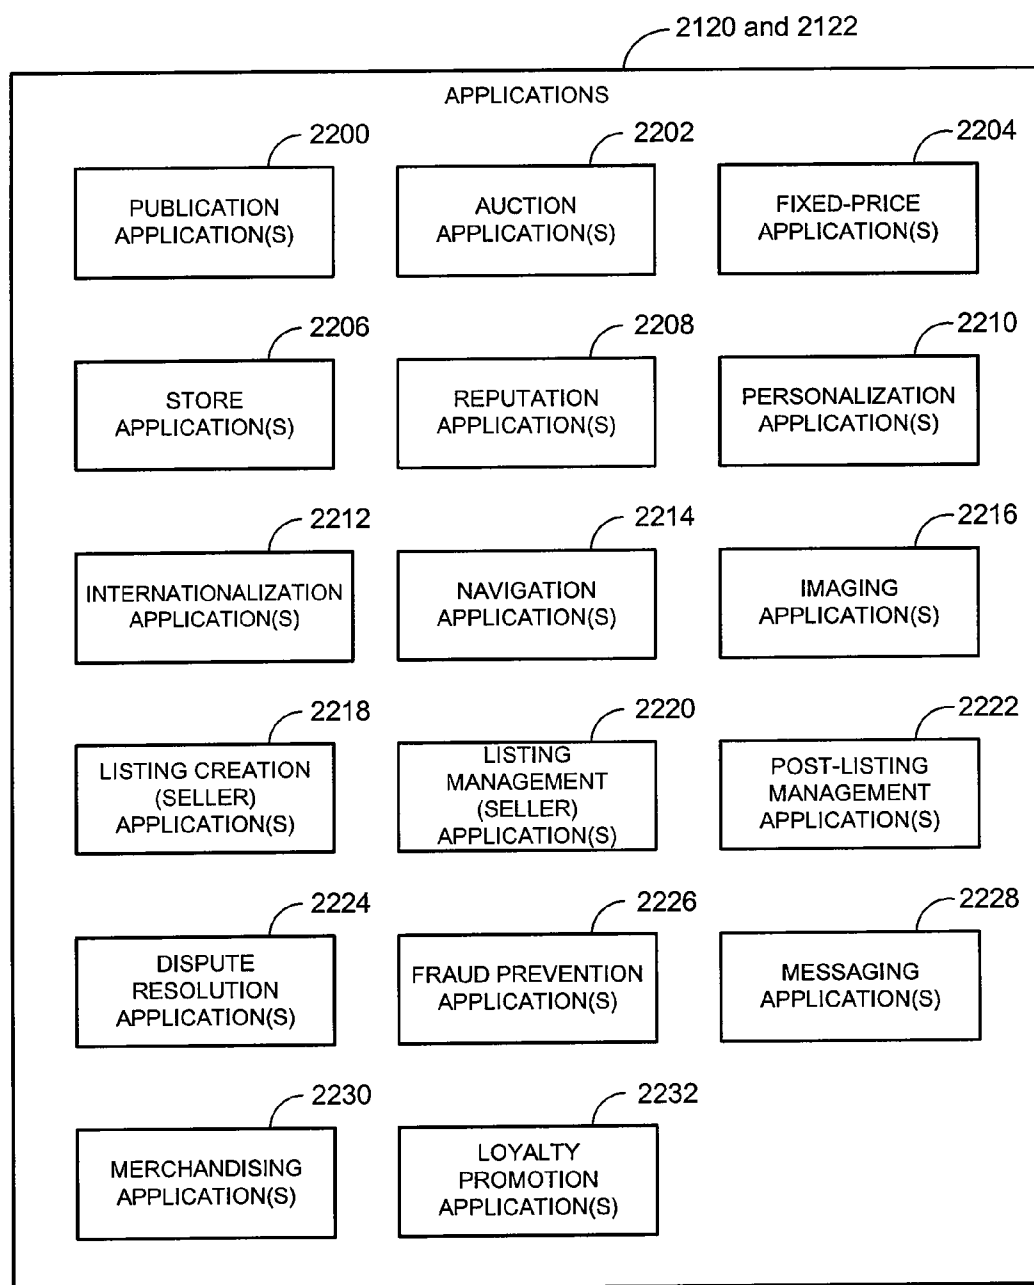 2120 and 2122
APPLICATIONS
2200
PUBLICATION
APPLICATION(S)
2202
AUCTION
APPLICATION(S)
2204
FIXED-PRICE
APPLICATION(S)
2206
STORE
APPLICATION(S)
2208
REPUTATION
APPLICATION(S)
2210
PERSONALIZATION
APPLICATION(S)
2212
INTERNATIONALIZATION
APPLICATION(S)
2214
NAVIGATION
APPLICATION(S)
2216
IMAGING
APPLICATION(S)
2218
LISTING CREATION
(SELLER)
APPLICATION(S)
2220
LISTING
MANAGEMENT
(SELLER)
APPLICATION(S)
2222
POST-LISTING
MANAGEMENT
APPLICATION(S)
2224
DISPUTE
RESOLUTION
APPLICATION(S)
2226
FRAUD PREVENTION
APPLICATION(S)
2228
MESSAGING
APPLICATION(S)
2230
MERCHANDISING
APPLICATION(S)
2232
LOYALTY
PROMOTION
APPLICATION(S)